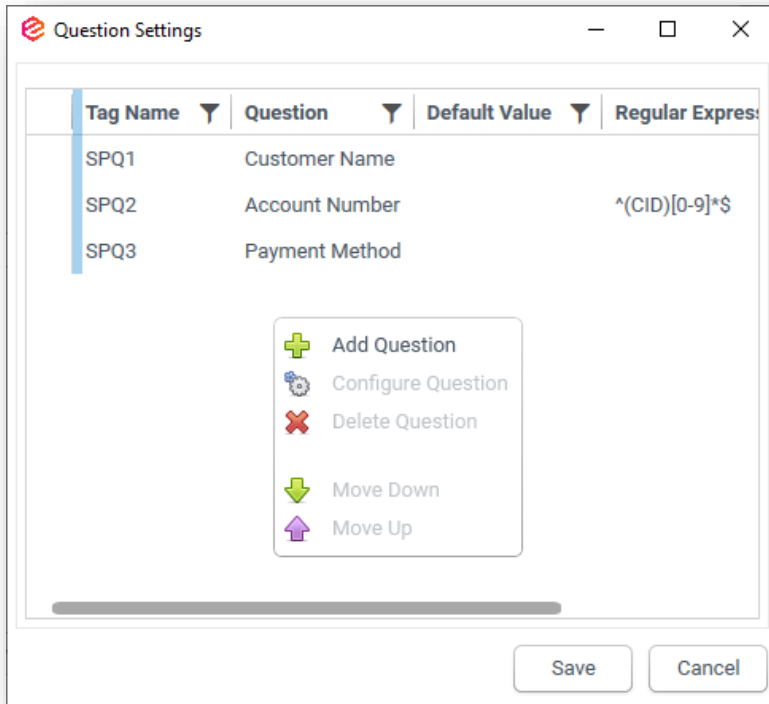 Question Settings
Tag Name Question Default Value Regular Express
SPQ1 Customer Name
SPQ2 Account Number ^(CID)[0-9]*$
SPQ3 Payment Method
Add Question
Configure Question
Delete Question
Move Down
Move Up
Save Cancel